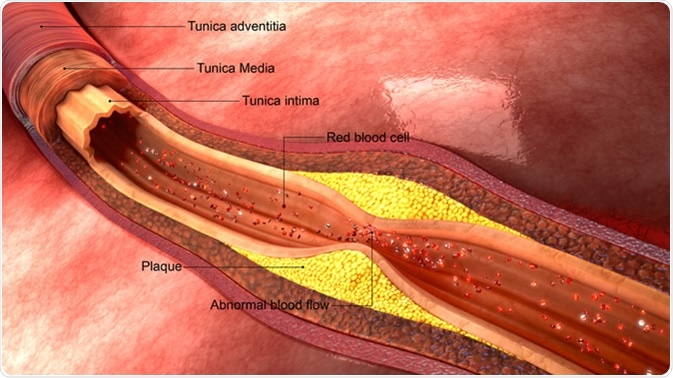 Tunica adventitia
Tunica Media
Tunica intima
Red blood cell
Plaque
Abnormal blood flow